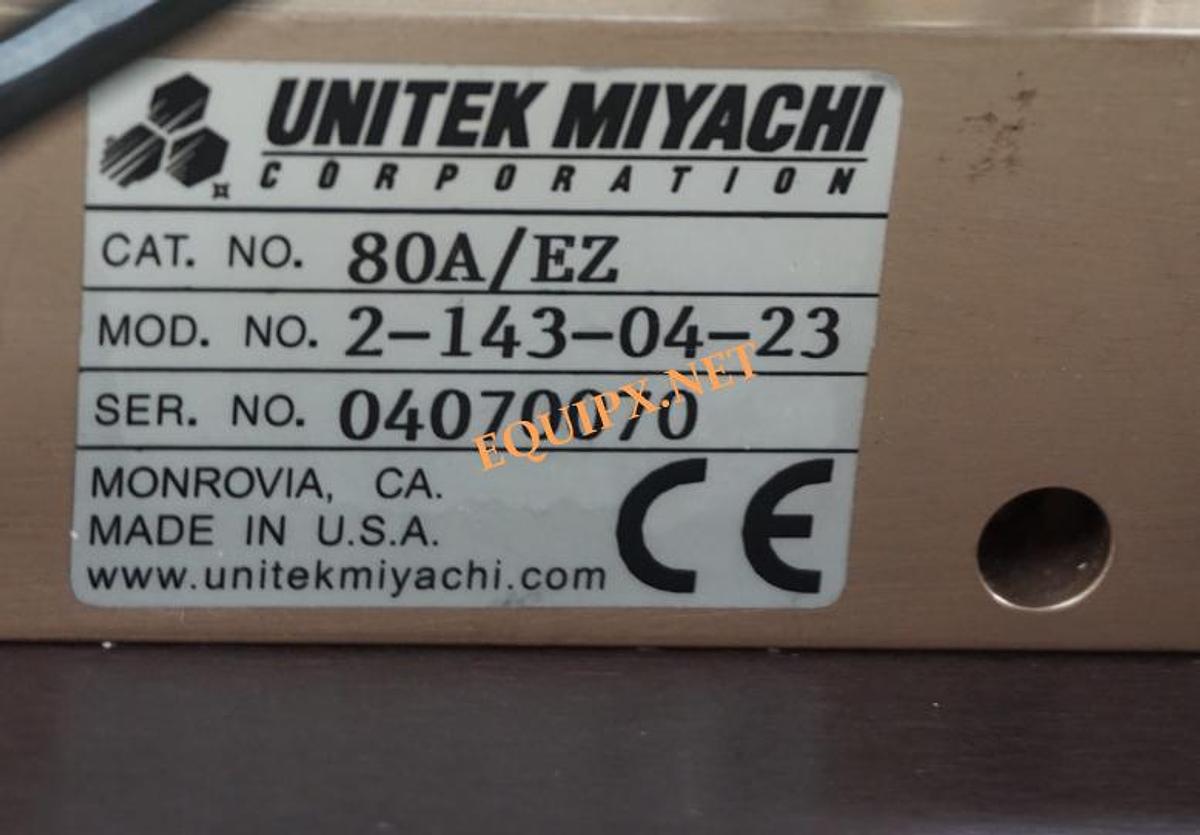 UNITEK MIYACHI
CORPORATION
CAT. NO. 80A/EZ
MOD. NO. 2-143-04-23
SER. NO. 04070070
EQUIPX.NET
MONROVIA, CA.
MADE IN U.S.A.
www.unitekmiyachi.com
CE